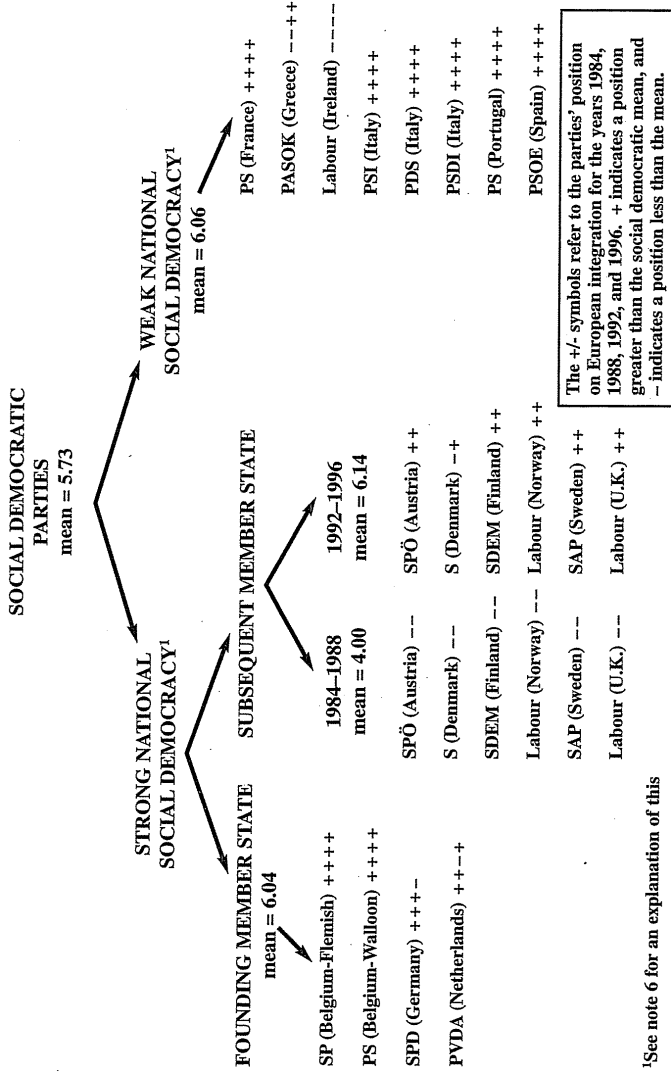 SOCIAL DEMOCRATIC
PARTIES
mean = 5.73
STRONG NATIONAL
SOCIAL DEMOCRACY¹
WEAK NATIONAL
SOCIAL DEMOCRACY¹
mean = 6.06
FOUNDING MEMBER STATE
mean = 6.04
SP (Belgium-Flemish) ++++
PS (Belgium-Walloon) ++++
SPD (Germany) +++–
PVDA (Netherlands) ++–+
SUBSEQUENT MEMBER STATE
1984–1988
mean = 4.00
SPÖ (Austria) – –
S (Denmark) – –
SDEM (Finland) – –
Labour (Norway) – –
SAP (Sweden) – –
Labour (U.K.) – –
1992–1996
mean = 6.14
SPÖ (Austria) ++
S (Denmark) –+
SDEM (Finland) ++
Labour (Norway) ++
SAP (Sweden) ++
Labour (U.K.) ++
PS (France) ++++
PASOK (Greece) – –++
Labour (Ireland) – – – –
PSI (Italy) ++++
PDS (Italy) ++++
PSDI (Italy) ++++
PS (Portugal) ++++
PSOE (Spain) ++++
The +/- symbols refer to the parties' position
on European integration for the years 1984,
1988, 1992, and 1996. + indicates a position
greater than the social democratic mean, and
– indicates a position less than the mean.
¹See note 6 for an explanation of this